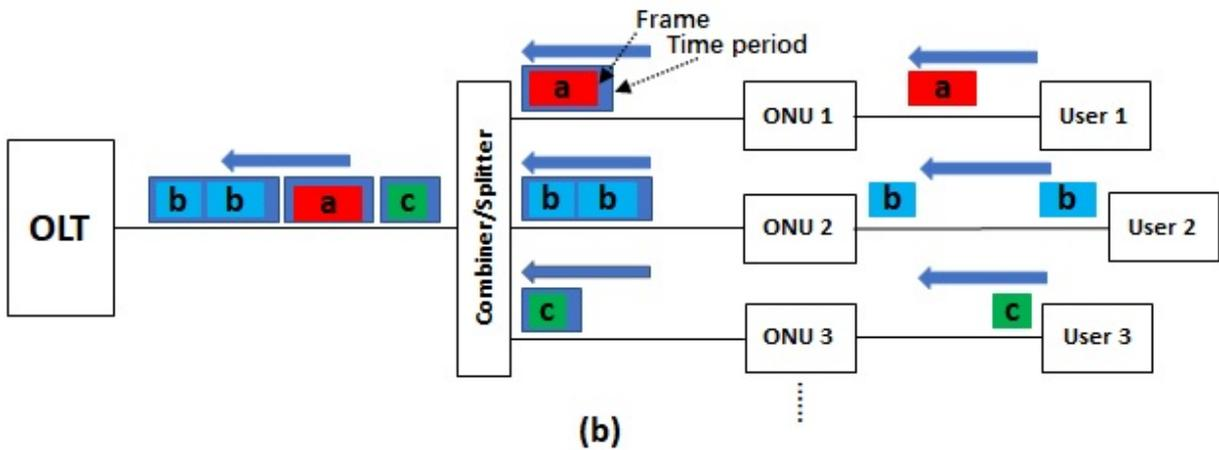 Frame
Time period
a
a
ONU 1
User 1
b b
a
c
b b
b
b
OLT
Combiner/Splitter
ONU 2
User 2
c
c
ONU 3
User 3
(b)